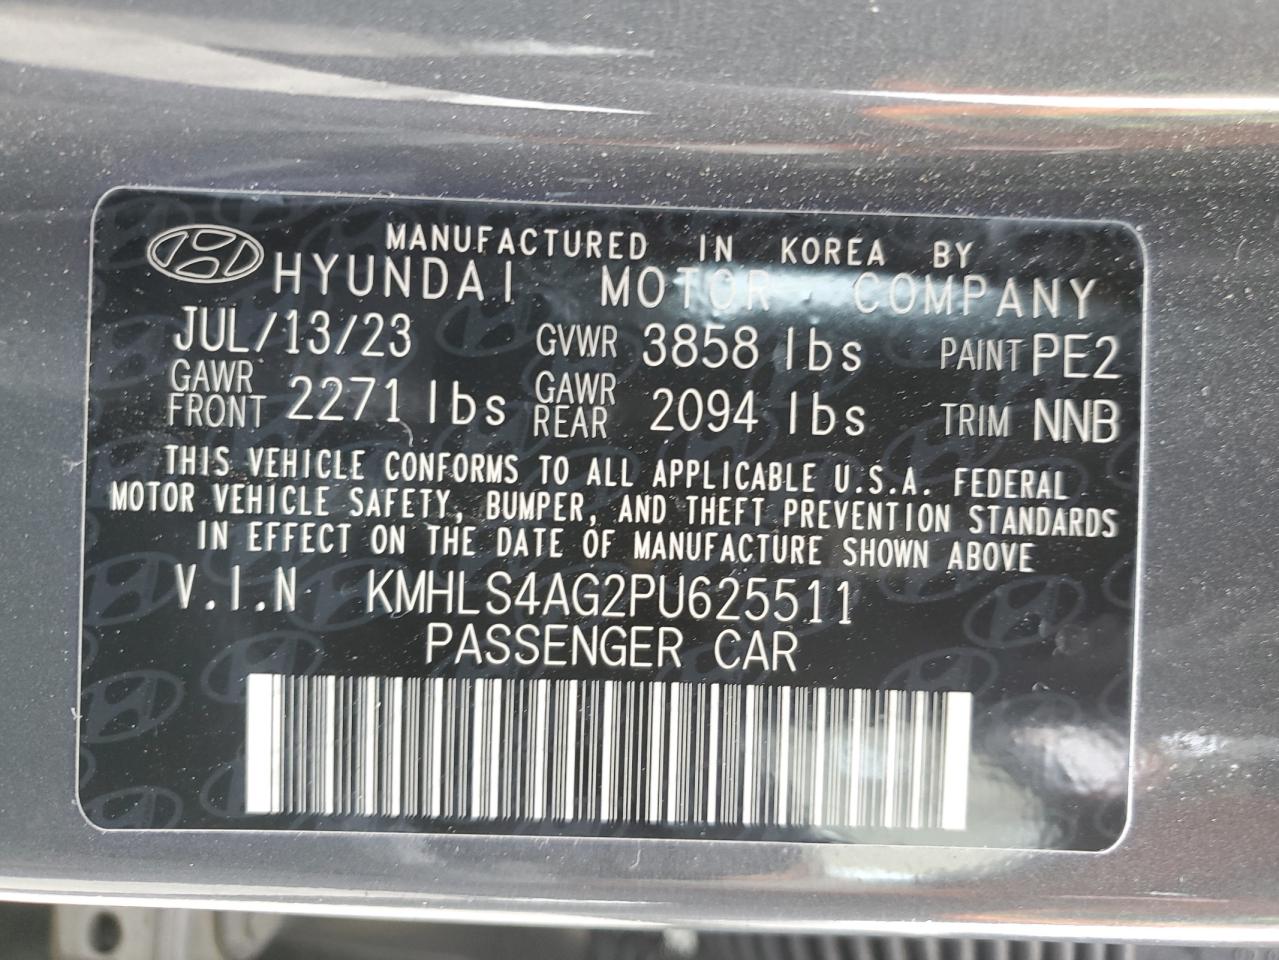 MANUFACTURED IN KOREA BY
HYUNDAI MOTOR COMPANY
JUL/13/23 GVWR 3858 lbs PAINT PE2
GAWR FRONT 2271 lbs GAWR REAR 2094 lbs TRIM NNB
THIS VEHICLE CONFORMS TO ALL APPLICABLE U.S.A. FEDERAL
MOTOR VEHICLE SAFETY, BUMPER, AND THEFT PREVENTION STANDARDS
IN EFFECT ON THE DATE OF MANUFACTURE SHOWN ABOVE
V.I.N KMHLS4AG2PU625511
PASSENGER CAR